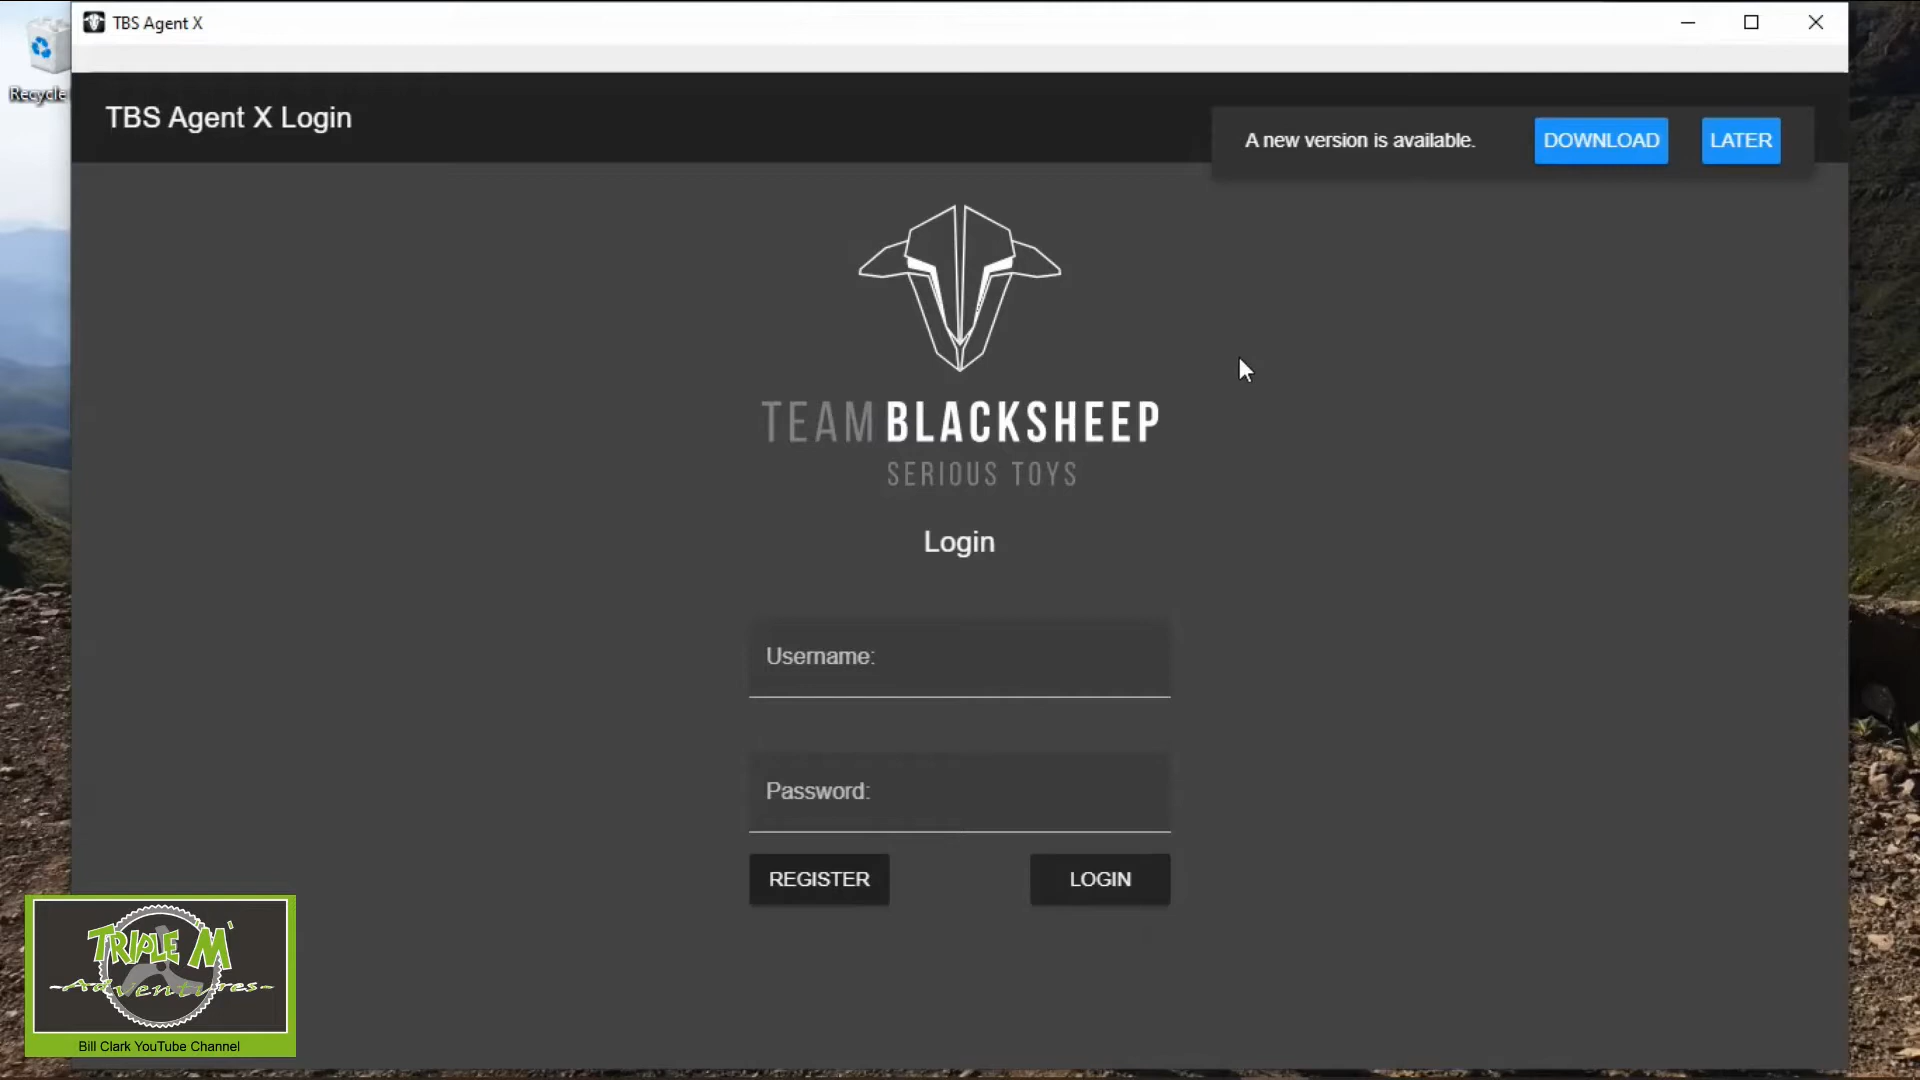 TBS Agent X
Recycle
TBS Agent X Login
A new version is available.
DOWNLOAD
LATER
TEAM BLACKSHEEP
SERIOUS TOYS
Login
Username:
Password:
REGISTER
LOGIN
TRIPLE M'
-Adventures-
Bill Clark YouTube Channel